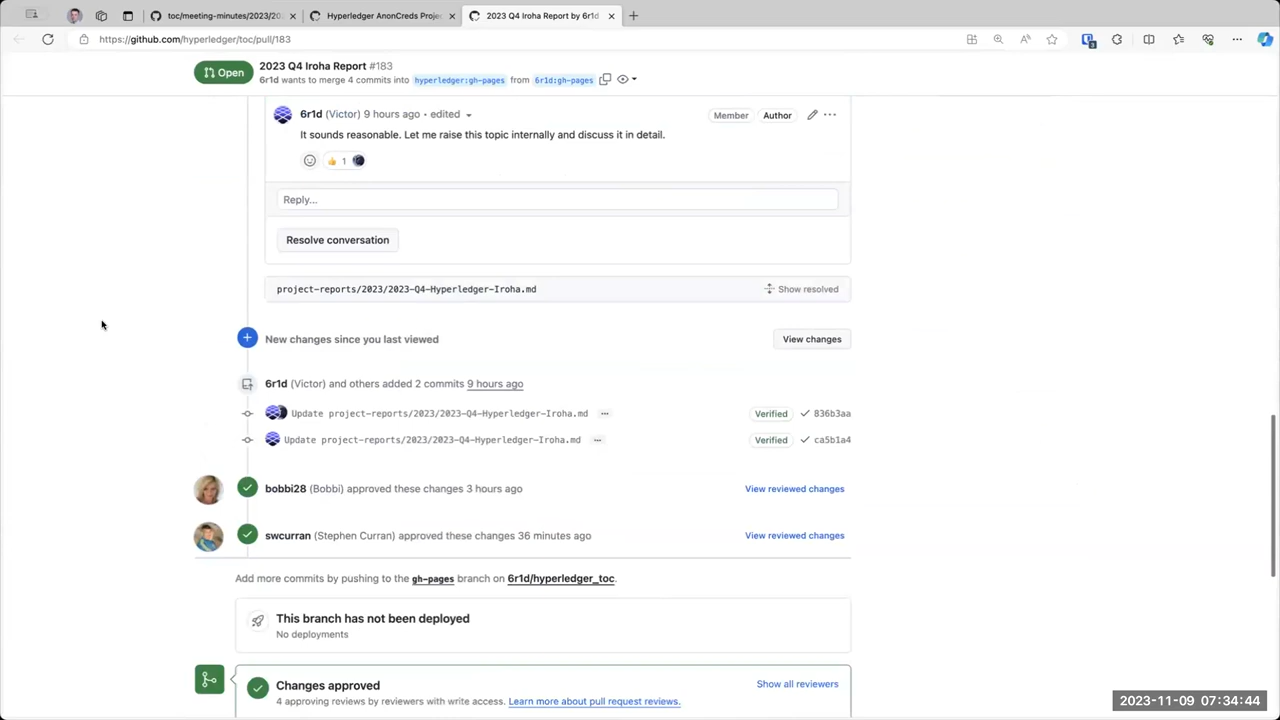 toc/meeting-minutes/2023/20
Hyperledger AnonCreds Proje
2023 Q4 Iroha Report by 6r1d
https://github.com/hyperledger/toc/pull/183
Open
2023 Q4 Iroha Report #183
6r1d wants to merge 4 commits into hyperledger:gh-pages from 6r1d:gh-pages
6r1d (Victor) 9 hours ago • edited
Member
Author
It sounds reasonable. Let me raise this topic internally and discuss it in detail.
1
Reply...
Resolve conversation
project-reports/2023/2023-Q4-Hyperledger-Iroha.md
Show resolved
New changes since you last viewed
View changes
6r1d (Victor) and others added 2 commits 9 hours ago
Update project-reports/2023/2023-Q4-Hyperledger-Iroha.md
Verified
836b3aa
Update project-reports/2023/2023-Q4-Hyperledger-Iroha.md
Verified
ca5b1a4
bobbi28 (Bobbi) approved these changes 3 hours ago
View reviewed changes
swcurran (Stephen Curran) approved these changes 36 minutes ago
View reviewed changes
Add more commits by pushing to the gh-pages branch on 6r1d/hyperledger_toc.
This branch has not been deployed
No deployments
Changes approved
Show all reviewers
4 approving reviews by reviewers with write access. Learn more about pull request reviews.
2023-11-09 07:34:44